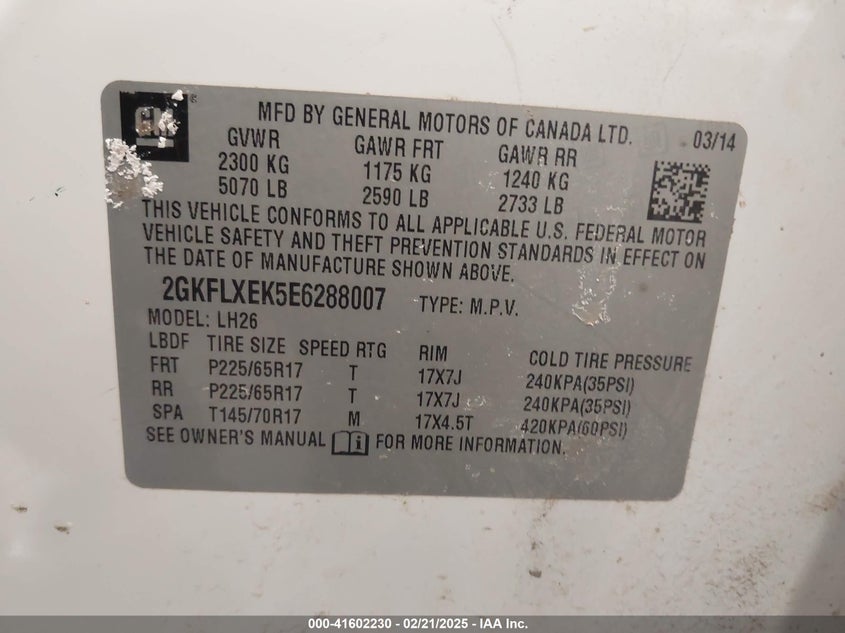 GM
MFD BY GENERAL MOTORS OF CANADA LTD. 03/14
GVWR GAWR FRT GAWR RR
2300 KG 1175 KG 1240 KG
5070 LB 2590 LB 2733 LB
THIS VEHICLE CONFORMS TO ALL APPLICABLE U.S. FEDERAL MOTOR
VEHICLE SAFETY AND THEFT PREVENTION STANDARDS IN EFFECT ON
THE DATE OF MANUFACTURE SHOWN ABOVE.
2GKFLXEK5E6288007 TYPE: M.P.V.
MODEL: LH26
LBDF TIRE SIZE SPEED RTG RIM COLD TIRE PRESSURE
FRT P225/65R17 T 17X7J 240KPA(35PSI)
RR P225/65R17 T 17X7J 240KPA(35PSI)
SPA T145/70R17 M 17X4.5T 420KPA(60PSI)
SEE OWNER'S MANUAL i FOR MORE INFORMATION.
000-41602230 - 02/21/2025 - IAA Inc.